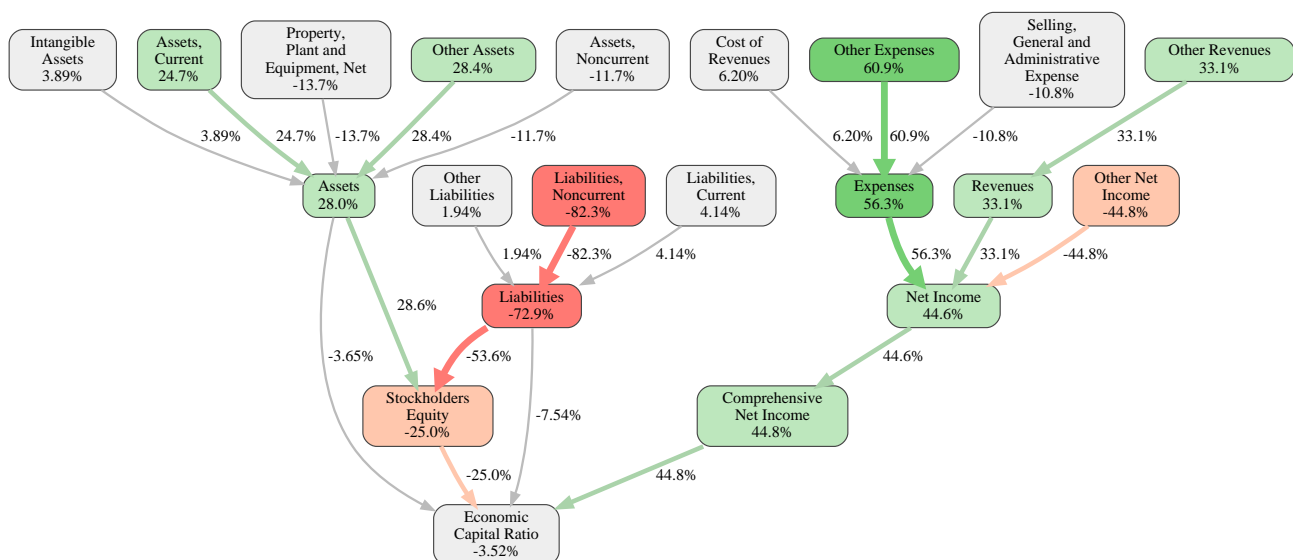 Intangible
Assets
3.89%
Assets,
Current
24.7%
Property,
Plant and
Equipment, Net
-13.7%
Other Assets
28.4%
Assets,
Noncurrent
-11.7%
Cost of
Revenues
6.20%
Other Expenses
60.9%
Selling,
General and
Administrative
Expense
-10.8%
Other Revenues
33.1%
3.89%
24.7%
-13.7%
28.4%
-11.7%
6.20%
60.9%
-10.8%
33.1%
Assets
28.0%
Other
Liabilities
1.94%
Liabilities,
Noncurrent
-82.3%
Liabilities,
Current
4.14%
Expenses
56.3%
Revenues
33.1%
Other Net
Income
-44.8%
1.94%
-82.3%
4.14%
56.3%
33.1%
-44.8%
28.6%
Liabilities
-72.9%
Net Income
44.6%
-3.65%
-53.6%
44.6%
Stockholders
Equity
-25.0%
-7.54%
Comprehensive
Net Income
44.8%
-25.0%
44.8%
Economic
Capital Ratio
-3.52%